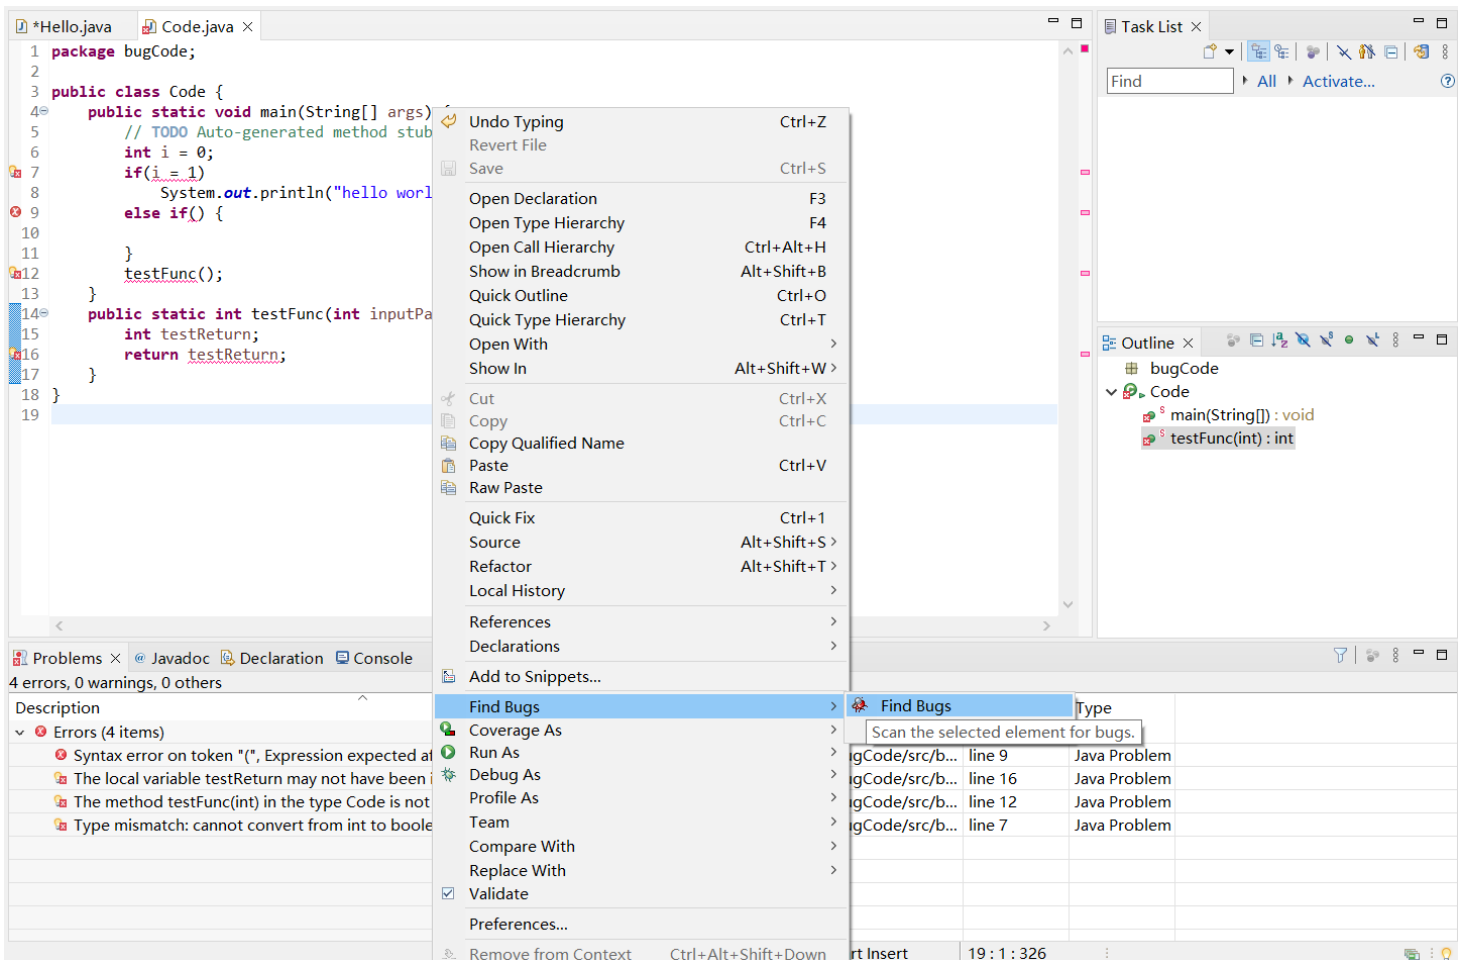 *Hello.java Code.java
1 package bugCode;
2
3 public class Code {
4 public static void main(String[] args) {
5 // TODO Auto-generated method stub
6 int i = 0;
7 if(i = 1)
8 System.out.println("hello worl
9 else if() {
10
11 }
12 testFunc();
13 }
14 public static int testFunc(int inputPa
15 int testReturn;
16 return testReturn;
17 }
18 }
19
Undo Typing Ctrl+Z
Revert File
Save Ctrl+S
Open Declaration F3
Open Type Hierarchy F4
Open Call Hierarchy Ctrl+Alt+H
Show in Breadcrumb Alt+Shift+B
Quick Outline Ctrl+O
Quick Type Hierarchy Ctrl+T
Open With
Show In Alt+Shift+W
Cut Ctrl+X
Copy Ctrl+C
Copy Qualified Name
Paste Ctrl+V
Raw Paste
Quick Fix Ctrl+1
Source Alt+Shift+S
Refactor Alt+Shift+T
Local History
References
Declarations
Add to Snippets...
Find Bugs
Coverage As
Run As
Debug As
Profile As
Team
Compare With
Replace With
Validate
Preferences...
Remove from Context Ctrl+Alt+Shift+Down
Find Bugs
Scan the selected element for bugs.
Task List
Find All Activate...
Outline
bugCode
Code
main(String[]) : void
testFunc(int) : int
Problems @ Javadoc Declaration Console
4 errors, 0 warnings, 0 others
Description Type
Errors (4 items)
Syntax error on token "(", Expression expected af ıgCode/src/b... line 9 Java Problem
The local variable testReturn may not have been i ıgCode/src/b... line 16 Java Problem
The method testFunc(int) in the type Code is not ıgCode/src/b... line 12 Java Problem
Type mismatch: cannot convert from int to boole ıgCode/src/b... line 7 Java Problem
rt Insert 19 : 1 : 326